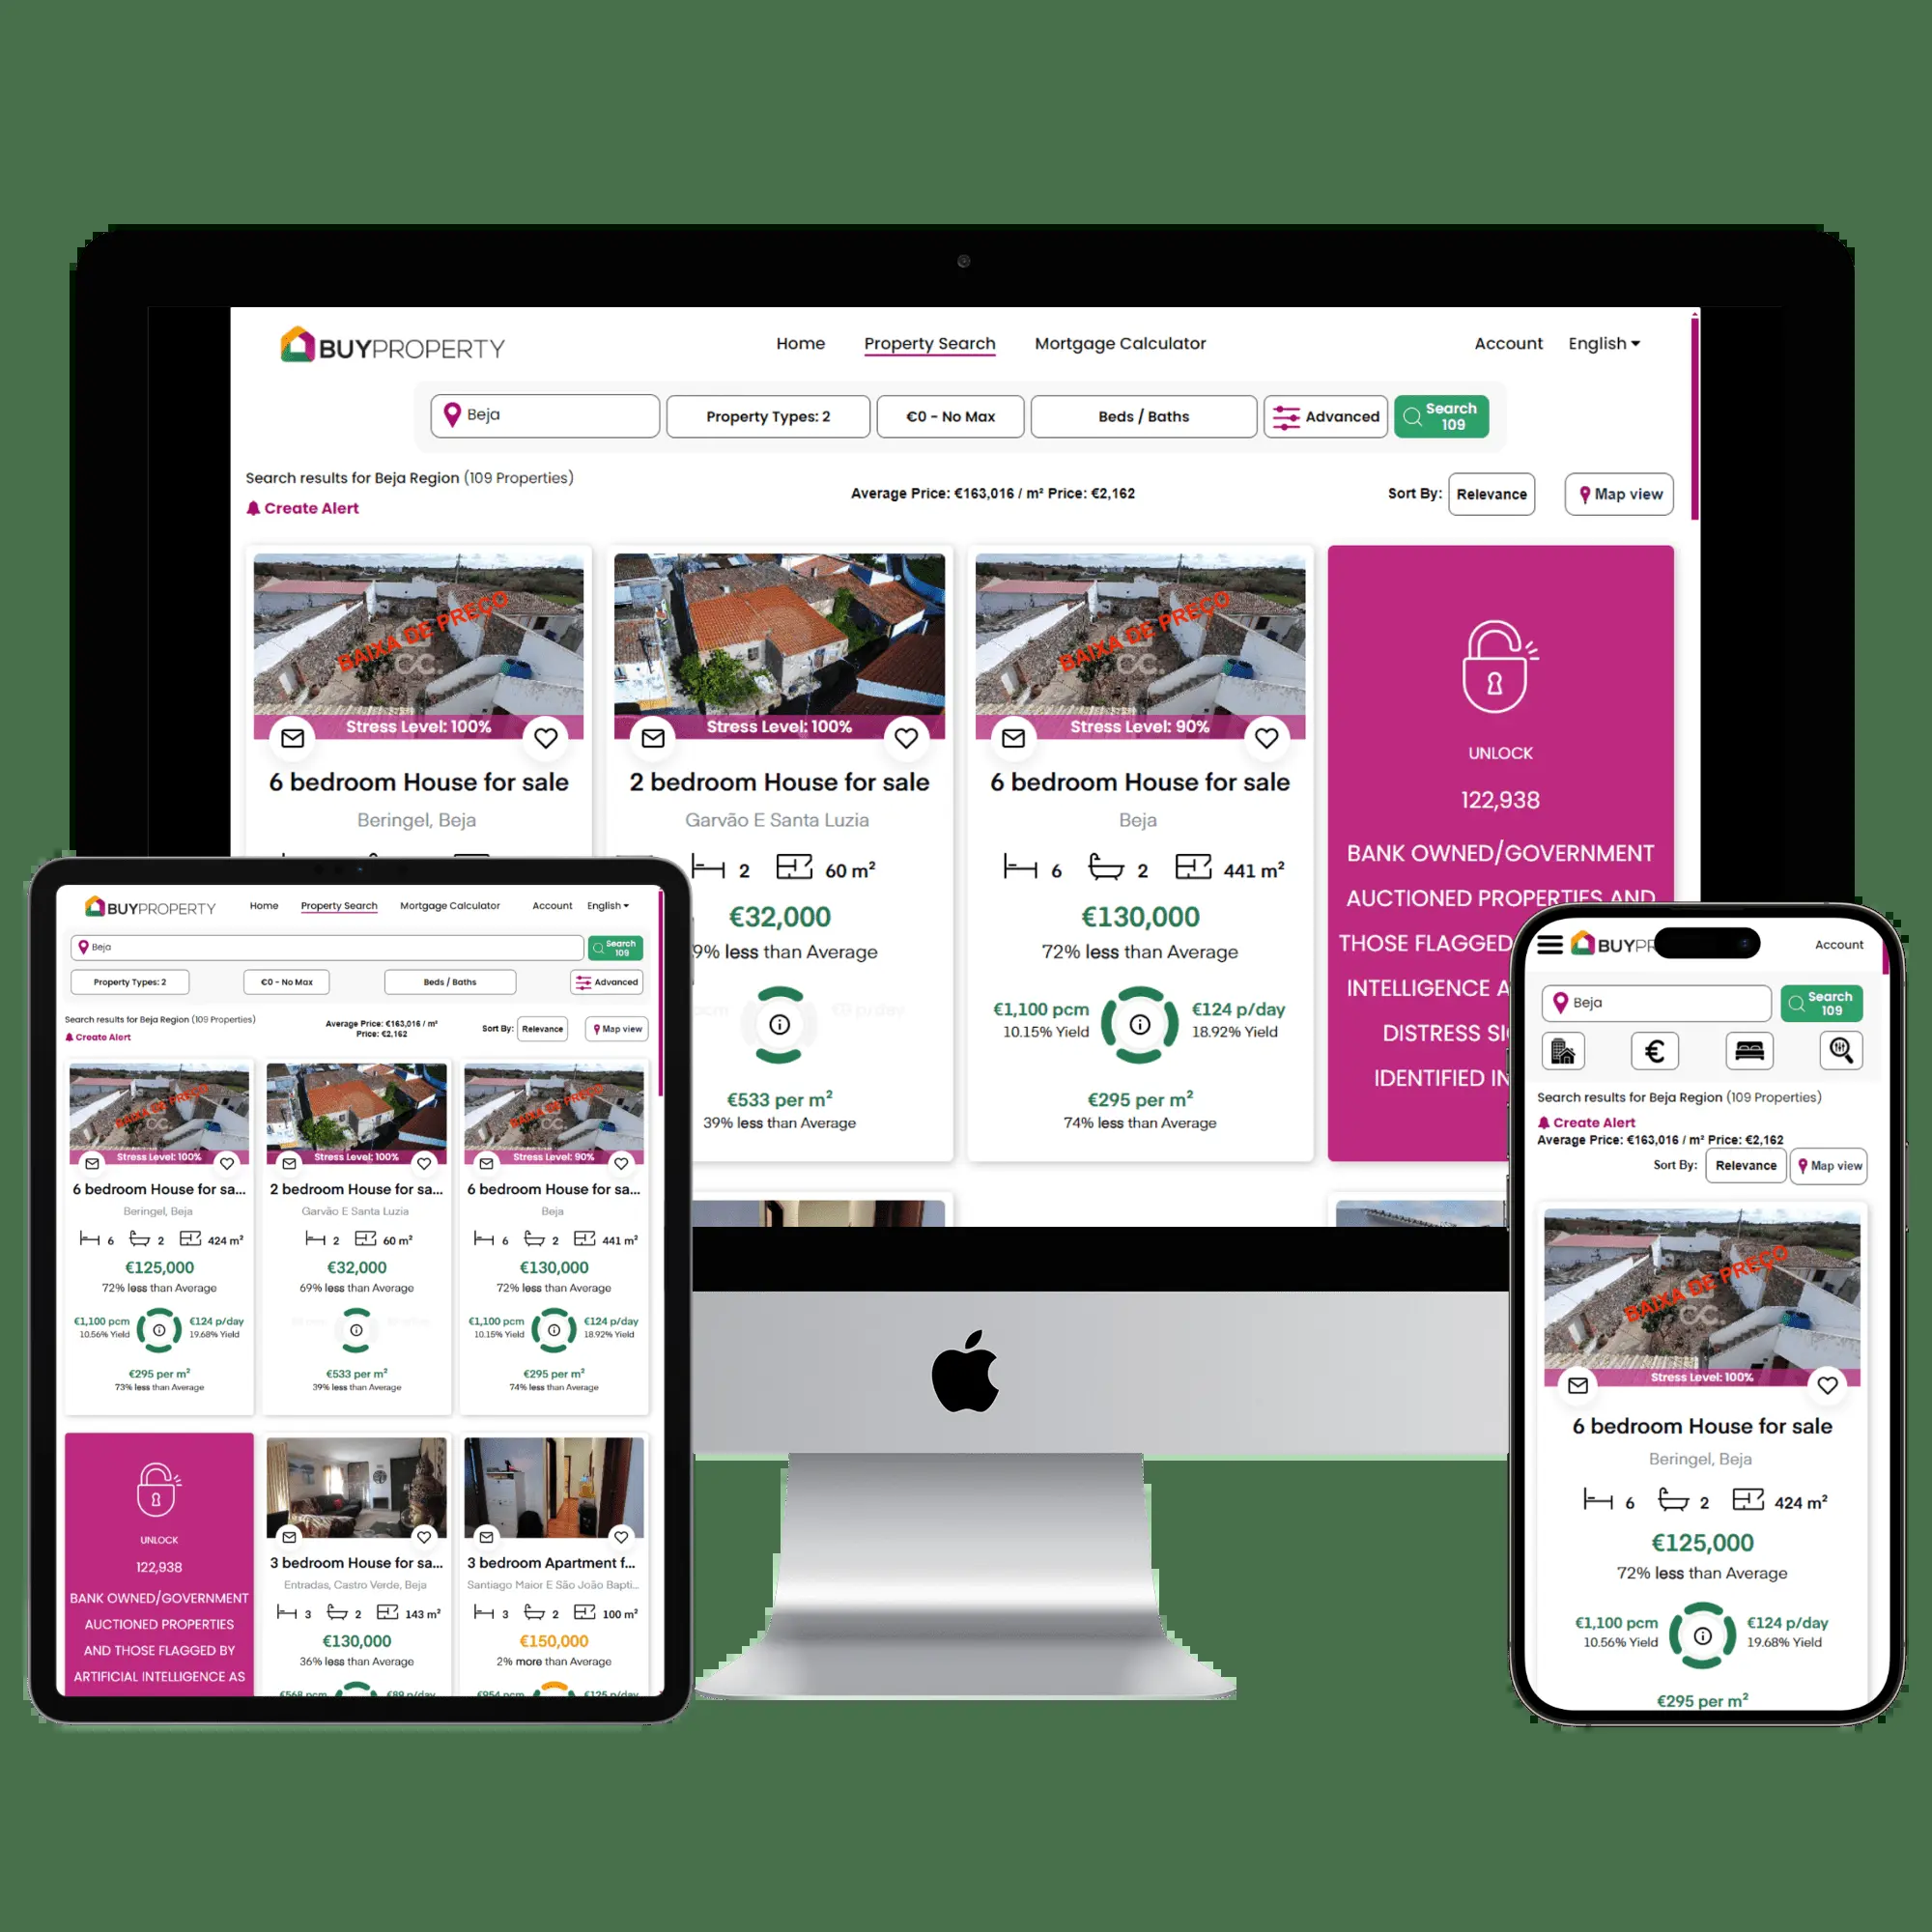 BUYPROPERTY
Home
Property Search
Mortgage Calculator
Account
English
Beja
Property Types: 2
€0 - No Max
Beds / Baths
Advanced
Search
109
Search results for Beja Region (109 Properties)
Create Alert
Average Price: €163,016 / m² Price: €2,162
Sort By:
Relevance
Map view
BAIXA DE PREÇO
CC.
Stress Level: 100%
6 bedroom House for sale
Beringel, Beja
Stress Level: 100%
2 bedroom House for sale
Garvão E Santa Luzia
2
60 m²
€32,000
9% less than Average
pcm
€0 p/day
€533 per m²
39% less than Average
BAIXA DE PREÇO
CC.
Stress Level: 90%
6 bedroom House for sale
Beja
6
2
441 m²
€130,000
72% less than Average
€1,100 pcm
10.15% Yield
€124 p/day
18.92% Yield
€295 per m²
74% less than Average
UNLOCK
122,938
BANK OWNED/GOVERNMENT
AUCTIONED PROPERTIES AND
THOSE FLAGGED
INTELLIGENCE A
DISTRESS SI
IDENTIFIED IN
BUYPROPERTY
Home
Property Search
Mortgage Calculator
Account
English
Beja
Search
109
Property Types: 2
€0 - No Max
Beds / Baths
Advanced
Search results for Beja Region (109 Properties)
Create Alert
Average Price: €163,016 / m²
Price: €2,162
Sort By:
Relevance
Map view
BAIXA DE PREÇO
CC.
Stress Level: 100%
6 bedroom House for sa...
Beringel, Beja
6
2
424 m²
€125,000
72% less than Average
€1,100 pcm
10.56% Yield
€124 p/day
19.68% Yield
€295 per m²
73% less than Average
Stress Level: 100%
2 bedroom House for sa...
Garvão E Santa Luzia
2
60 m²
€32,000
69% less than Average
€533 per m²
39% less than Average
BAIXA DE PREÇO
CC.
Stress Level: 90%
6 bedroom House for sa...
Beja
6
2
441 m²
€130,000
72% less than Average
€1,100 pcm
10.15% Yield
€124 p/day
18.92% Yield
€295 per m²
74% less than Average
UNLOCK
122,938
BANK OWNED/GOVERNMENT
AUCTIONED PROPERTIES
AND THOSE FLAGGED BY
ARTIFICIAL INTELLIGENCE AS
3 bedroom House for sa...
Entradas, Castro Verde, Beja
3
2
143 m²
€130,000
36% less than Average
€568 pcm
€89 p/day
3 bedroom Apartment f...
Santiago Maior E São João Bapti...
3
2
100 m²
€150,000
2% more than Average
€954 pcm
€125 p/day
BUYPR
Account
Beja
Search
109
€
Search results for Beja Region (109 Properties)
Create Alert
Average Price: €163,016 / m² Price: €2,162
Sort By:
Relevance
Map view
BAIXA DE PREÇO
CC.
Stress Level: 100%
6 bedroom House for sale
Beringel, Beja
6
2
424 m²
€125,000
72% less than Average
€1,100 pcm
10.56% Yield
€124 p/day
19.68% Yield
€295 per m²